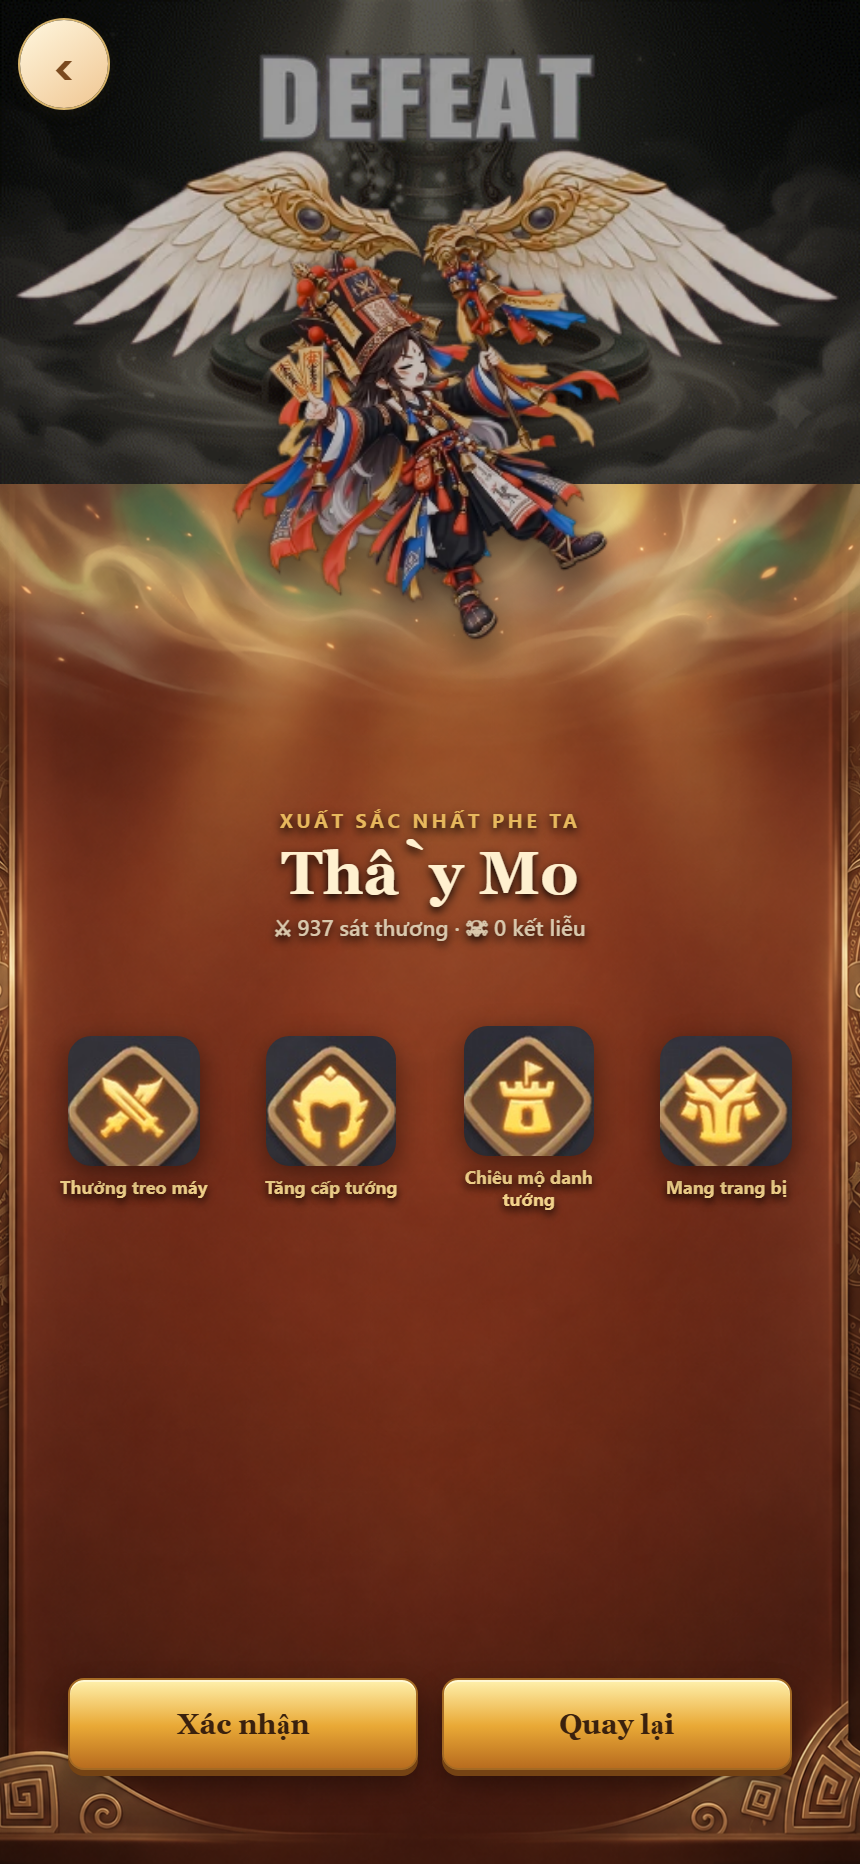 DEFEAT
XUẤT SẮC NHẤT PHE TA
Thầy Mo
⚔ 937 sát thương · ☠ 0 kết liễu
Thưởng treo máy
Tăng cấp tướng
Chiêu mộ danh
tướng
Mang trang bị
Xác nhận
Quay lại